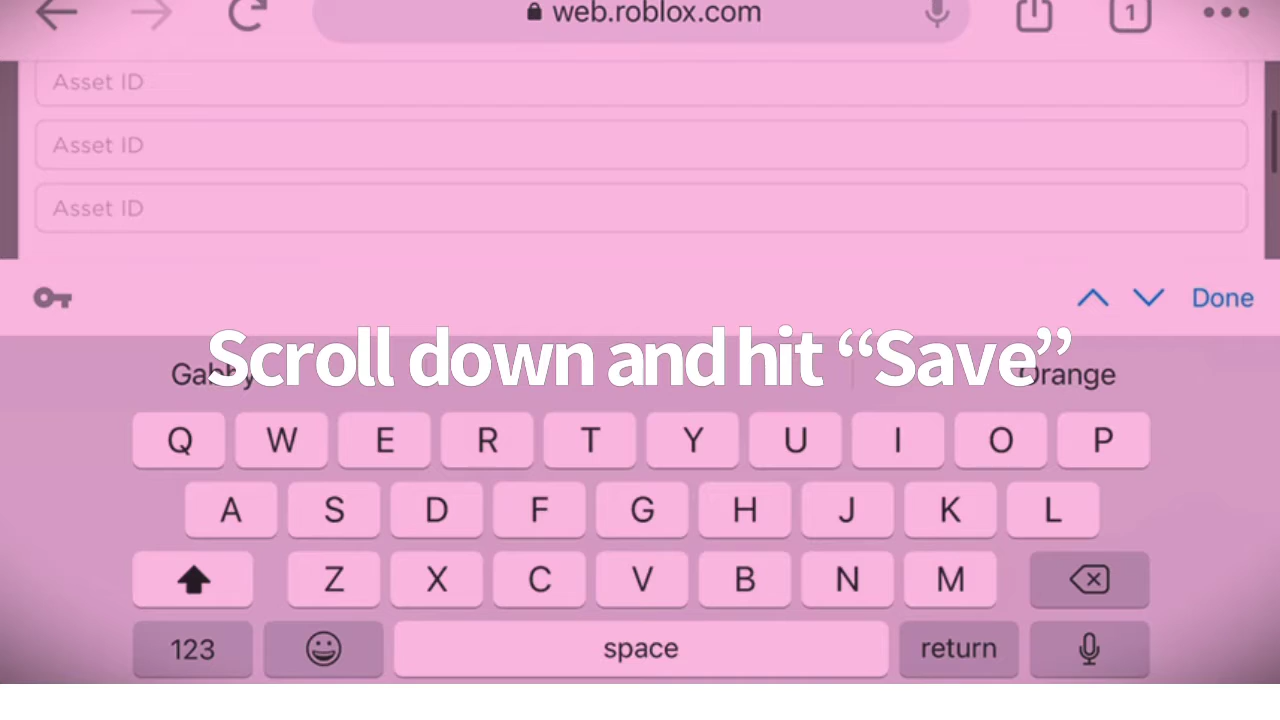 web.roblox.com
1
Asset ID
Asset ID
Asset ID
Done
Scroll down and hit “Save”
Gabby
Orange
Q W E R T Y U I O P
A S D F G H J K L
Z X C V B N M
123
space
return